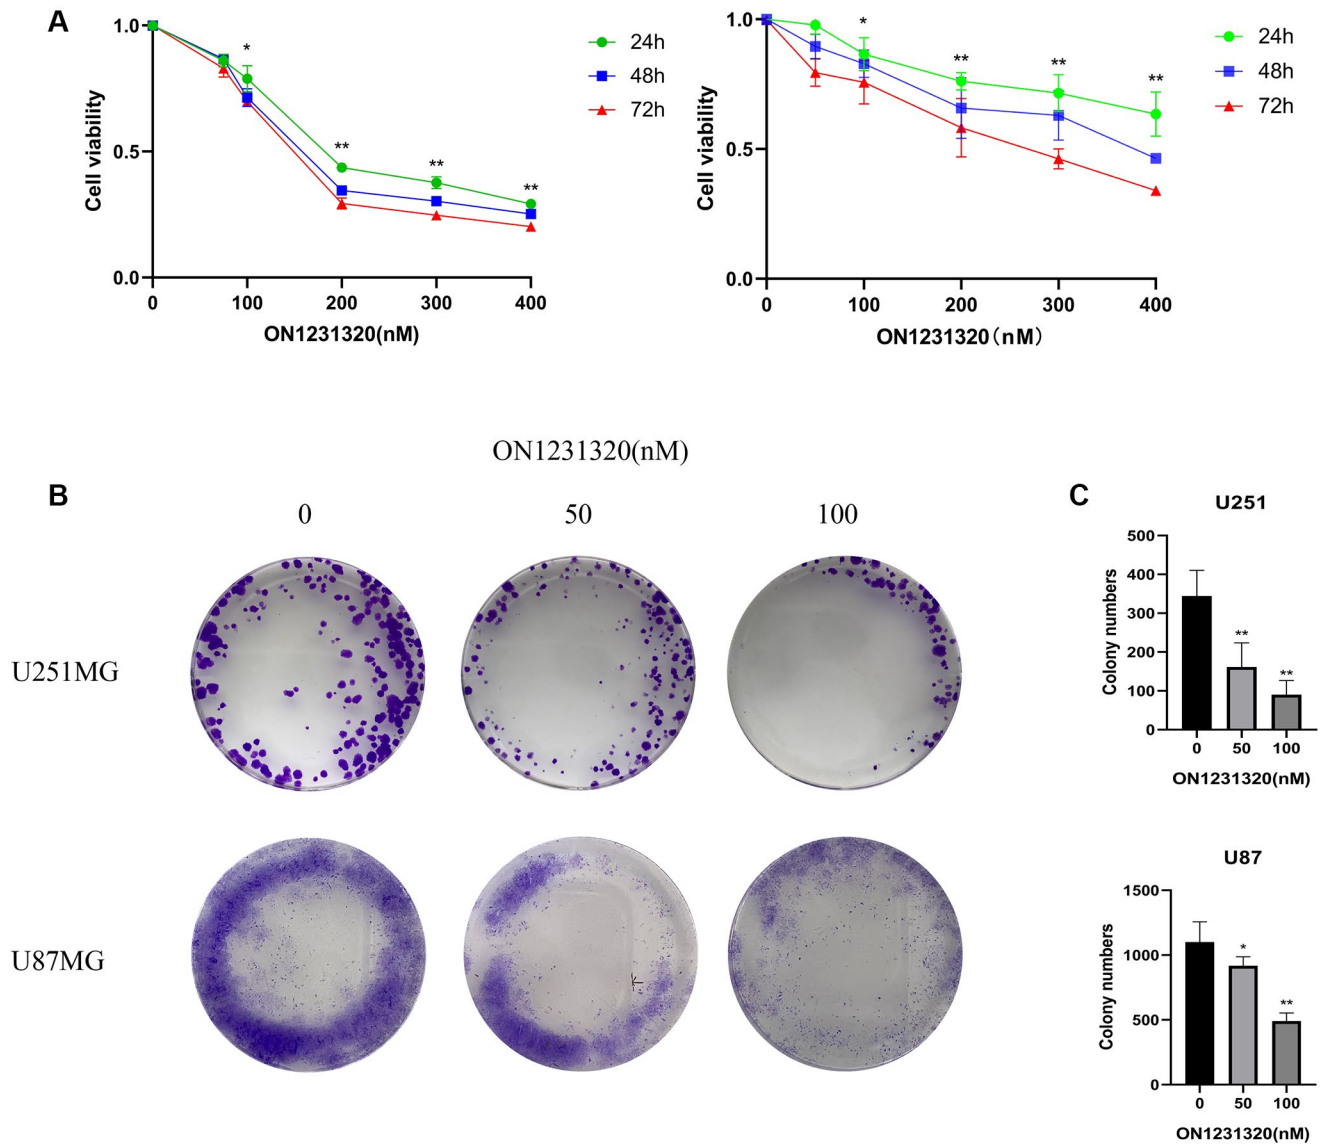 A
1.0
0.5
0.0
Cell viability
0 100 200 300 400
ON1231320(nM)
* ** ** **
24h
48h
72h
1.0
0.5
0.0
Cell viability
0 100 200 300 400
ON1231320(nM)
* ** ** **
24h
48h
72h
ON1231320(nM)
B
0 50 100
U251MG
U87MG
C
U251
500
400
300
200
100
0
Colony numbers
** **
0 50 100
ON1231320(nM)
U87
1500
1000
500
0
Colony numbers
* **
0 50 100
ON1231320(nM)